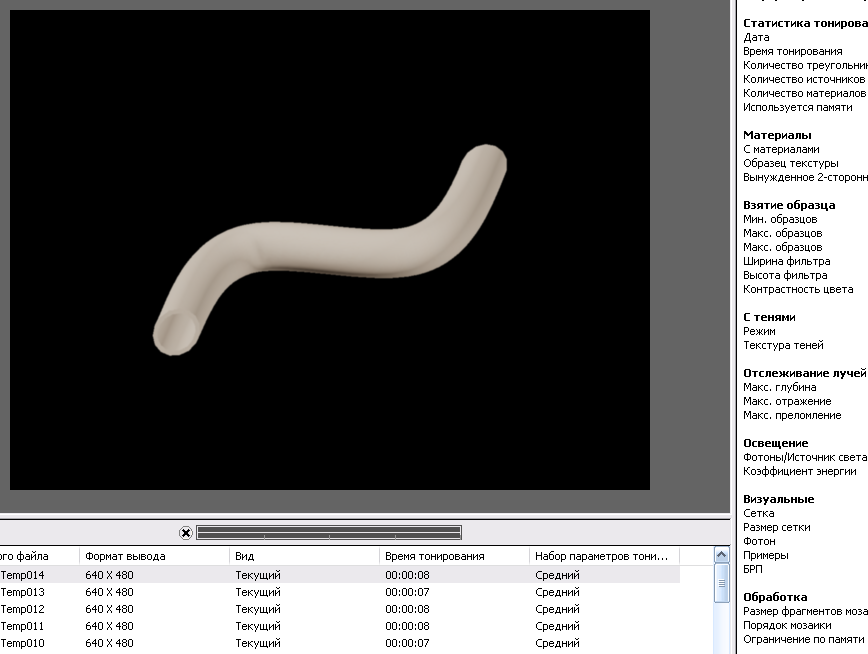 Статистика тонирова
Дата
Время тонирования
Количество треугольни
Количество источников
Количество материалов
Используется памяти
Материалы
С материалами
Образец текстуры
Вынужденное 2-сторонн
Взятие образца
Мин. образцов
Макс. образцов
Макс. образцов
Ширина фильтра
Высота фильтра
Контрастность цвета
С тенями
Режим
Текстура теней
Отслеживание лучей
Макс. глубина
Макс. отражение
Макс. преломление
Освещение
Фотоны/Источник света
Коэффициент энергии
Визуальные
Сетка
Размер сетки
Фотон
Примеры
БРП
Обработка
Размер фрагментов моза
Порядок мозаики
Ограничение по памяти
ого файла Формат вывода Вид Время тонирования Набор параметров тони...
Temp014 640 X 480 Текущий 00:00:08 Средний
Temp013 640 X 480 Текущий 00:00:07 Средний
Temp012 640 X 480 Текущий 00:00:08 Средний
Temp011 640 X 480 Текущий 00:00:08 Средний
Temp010 640 X 480 Текущий 00:00:07 Средний